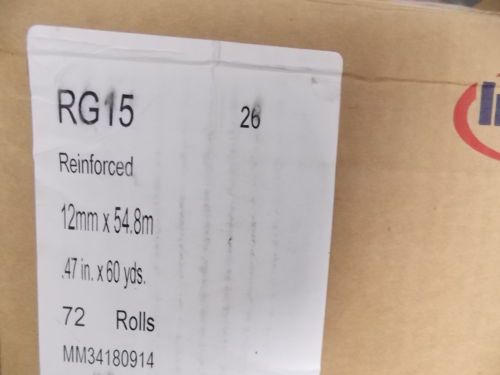 RG15 26
Reinforced
12mm x 54.8m
.47 in. x 60 yds.
72 Rolls
MM34180914